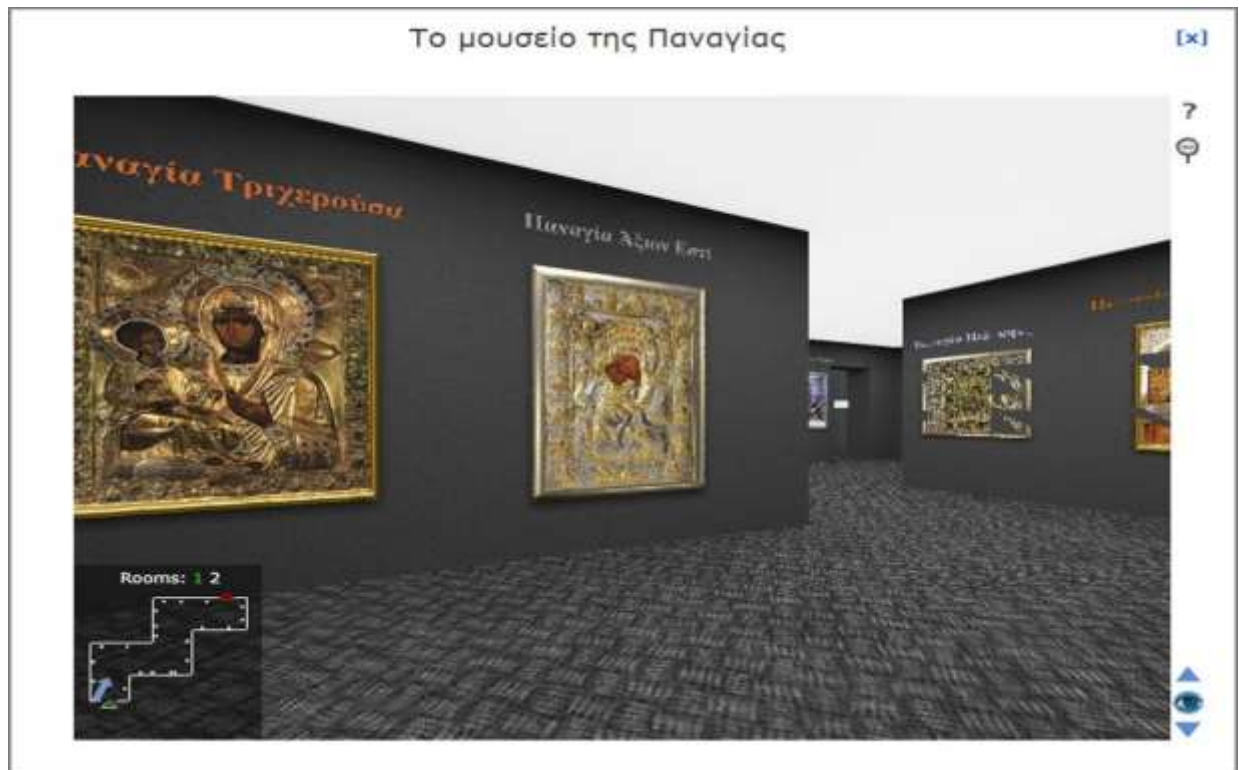 Το μουσείο της Παναγίας
[x]
?
αναγία Τριχερούσα
Παναγία Άξιον Εστί
Rooms: 1 2